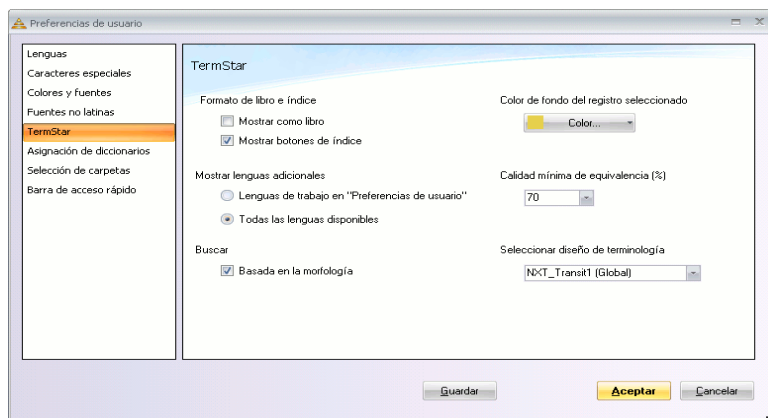 Preferencias de usuario
Lenguas
Caracteres especiales
Colores y fuentes
Fuentes no latinas
TermStar
Asignación de diccionarios
Selección de carpetas
Barra de acceso rápido
TermStar
Formato de libro e índice
Mostrar como libro
Mostrar botones de índice
Color de fondo del registro seleccionado
Color...
Mostrar lenguas adicionales
Lenguas de trabajo en "Preferencias de usuario"
Todas las lenguas disponibles
Calidad mínima de equivalencia (%)
70
Buscar
Basada en la morfología
Seleccionar diseño de terminología
NXT_Transit1 (Global)
Guardar
Aceptar
Cancelar